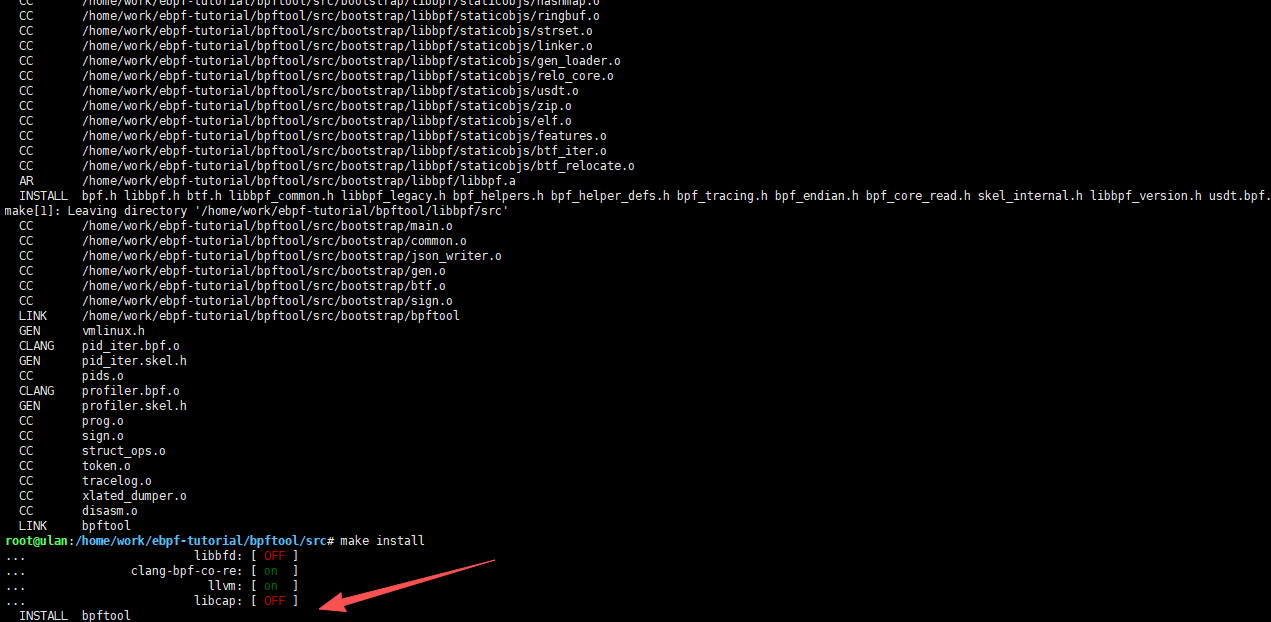 CC /home/work/ebpf-tutorial/bpftool/src/bootstrap/libbpf/staticobjs/hashmap.o
CC /home/work/ebpf-tutorial/bpftool/src/bootstrap/libbpf/staticobjs/ringbuf.o
CC /home/work/ebpf-tutorial/bpftool/src/bootstrap/libbpf/staticobjs/strset.o
CC /home/work/ebpf-tutorial/bpftool/src/bootstrap/libbpf/staticobjs/linker.o
CC /home/work/ebpf-tutorial/bpftool/src/bootstrap/libbpf/staticobjs/gen_loader.o
CC /home/work/ebpf-tutorial/bpftool/src/bootstrap/libbpf/staticobjs/relo_core.o
CC /home/work/ebpf-tutorial/bpftool/src/bootstrap/libbpf/staticobjs/usdt.o
CC /home/work/ebpf-tutorial/bpftool/src/bootstrap/libbpf/staticobjs/zip.o
CC /home/work/ebpf-tutorial/bpftool/src/bootstrap/libbpf/staticobjs/elf.o
CC /home/work/ebpf-tutorial/bpftool/src/bootstrap/libbpf/staticobjs/features.o
CC /home/work/ebpf-tutorial/bpftool/src/bootstrap/libbpf/staticobjs/btf_iter.o
CC /home/work/ebpf-tutorial/bpftool/src/bootstrap/libbpf/staticobjs/btf_relocate.o
AR /home/work/ebpf-tutorial/bpftool/src/bootstrap/libbpf/libbpf.a
INSTALL bpf.h libbpf.h btf.h libbpf_common.h libbpf_legacy.h bpf_helpers.h bpf_helper_defs.h bpf_tracing.h bpf_endian.h bpf_core_read.h skel_internal.h libbpf_version.h usdt.bpf.
make[1]: Leaving directory '/home/work/ebpf-tutorial/bpftool/libbpf/src'
CC /home/work/ebpf-tutorial/bpftool/src/bootstrap/main.o
CC /home/work/ebpf-tutorial/bpftool/src/bootstrap/common.o
CC /home/work/ebpf-tutorial/bpftool/src/bootstrap/json_writer.o
CC /home/work/ebpf-tutorial/bpftool/src/bootstrap/gen.o
CC /home/work/ebpf-tutorial/bpftool/src/bootstrap/btf.o
CC /home/work/ebpf-tutorial/bpftool/src/bootstrap/sign.o
LINK /home/work/ebpf-tutorial/bpftool/src/bootstrap/bpftool
GEN vmlinux.h
CLANG pid_iter.bpf.o
GEN pid_iter.skel.h
CC pids.o
CLANG profiler.bpf.o
GEN profiler.skel.h
CC prog.o
CC sign.o
CC struct_ops.o
CC token.o
CC tracelog.o
CC xlated_dumper.o
CC disasm.o
LINK bpftool
root@ulan:/home/work/ebpf-tutorial/bpftool/src# make install
... libbfd: [ OFF ]
... clang-bpf-co-re: [ on ]
... llvm: [ on ]
... libcap: [ OFF ]
INSTALL bpftool